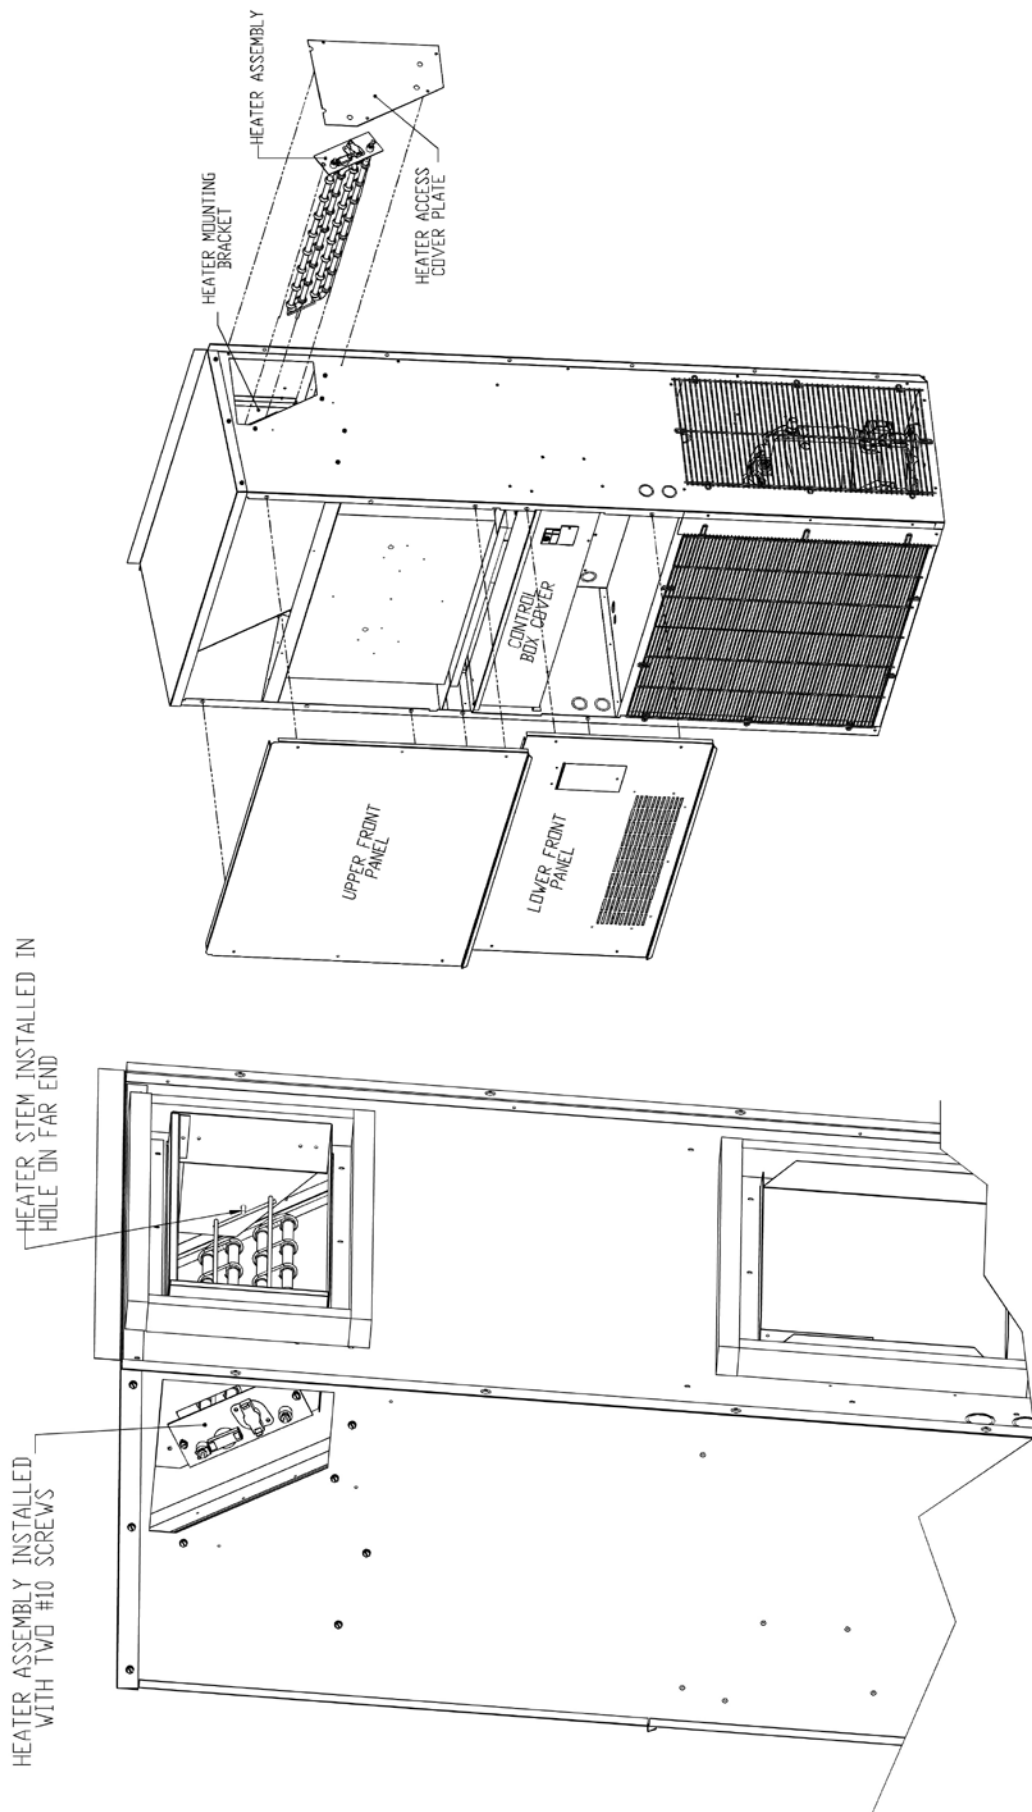 HEATER ASSEMBLY INSTALLED
WITH TWO #10 SCREWS
HEATER STEM INSTALLED IN
HOLE ON FAR END
UPPER FRONT
PANEL
LOWER FRONT
PANEL
CONTROL
BOX COVER
HEATER MOUNTING
BRACKET
HEATER ASSEMBLY
HEATER ACCESS
COVER PLATE